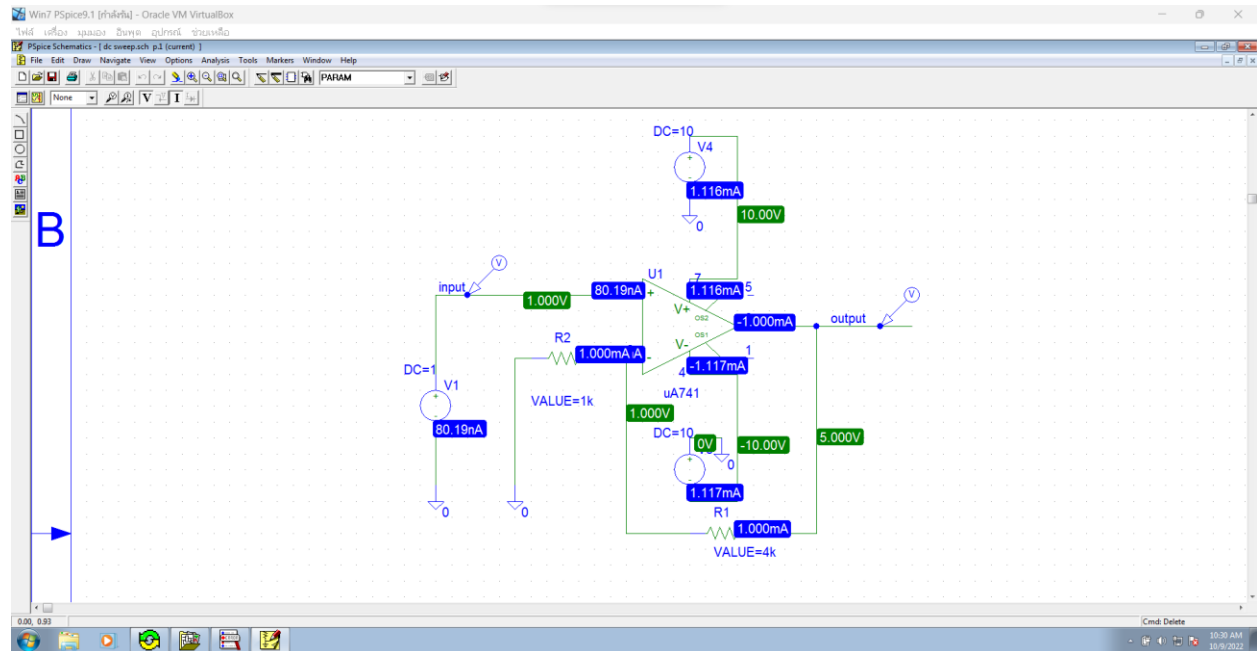 Win7 PSpice9.1 [กำลังรัน] - Oracle VM VirtualBox
ไฟล์ เครื่อง มุมมอง อินพุต อุปกรณ์ ช่วยเหลือ
PSpice Schematics - [ dc sweep.sch p.1 (current) ]
File Edit Draw Navigate View Options Analysis Tools Markers Window Help
PARAM
None V I
B
DC=10
V4
1.116mA
0
10.00V
V
input
1.000V
80.19nA
U1
+
7
1.116mA
5
V+
OS2
-1.000mA
output
V
OS1
R2
1.000mA
-
V-
4
-1.117mA
1
VALUE=1k
uA741
DC=1
V1
80.19nA
1.000V
DC=10
0V
0
-10.00V
5.000V
1.117mA
R1
1.000mA
VALUE=4k
0
0
0.00, 0.93
Cmd: Delete
10:30 AM
10/9/2022